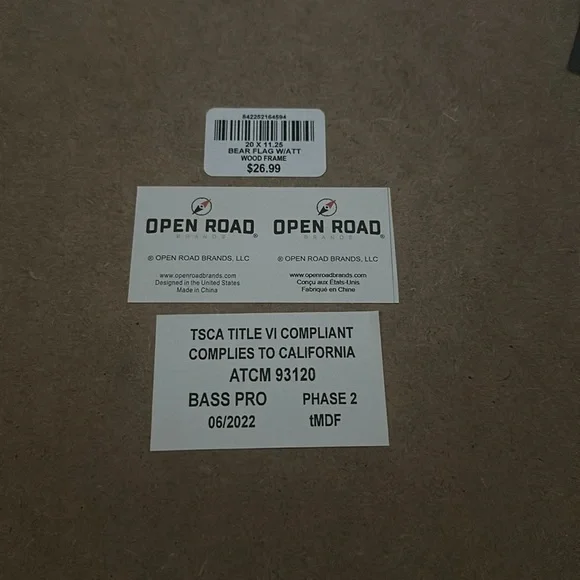 842252164594
20 X 11.25
BEAR FLAG W/ATT
WOOD FRAME
$26.99
OPEN ROAD
BRANDS®
® OPEN ROAD BRANDS, LLC
www.openroadbrands.com
Designed in the United States
Made in China
OPEN ROAD
BRANDS®
® OPEN ROAD BRANDS, LLC
www.openroadbrands.com
Conçu aux États-Unis
Fabriqué en Chine
TSCA TITLE VI COMPLIANT
COMPLIES TO CALIFORNIA
ATCM 93120
BASS PRO PHASE 2
06/2022 tMDF